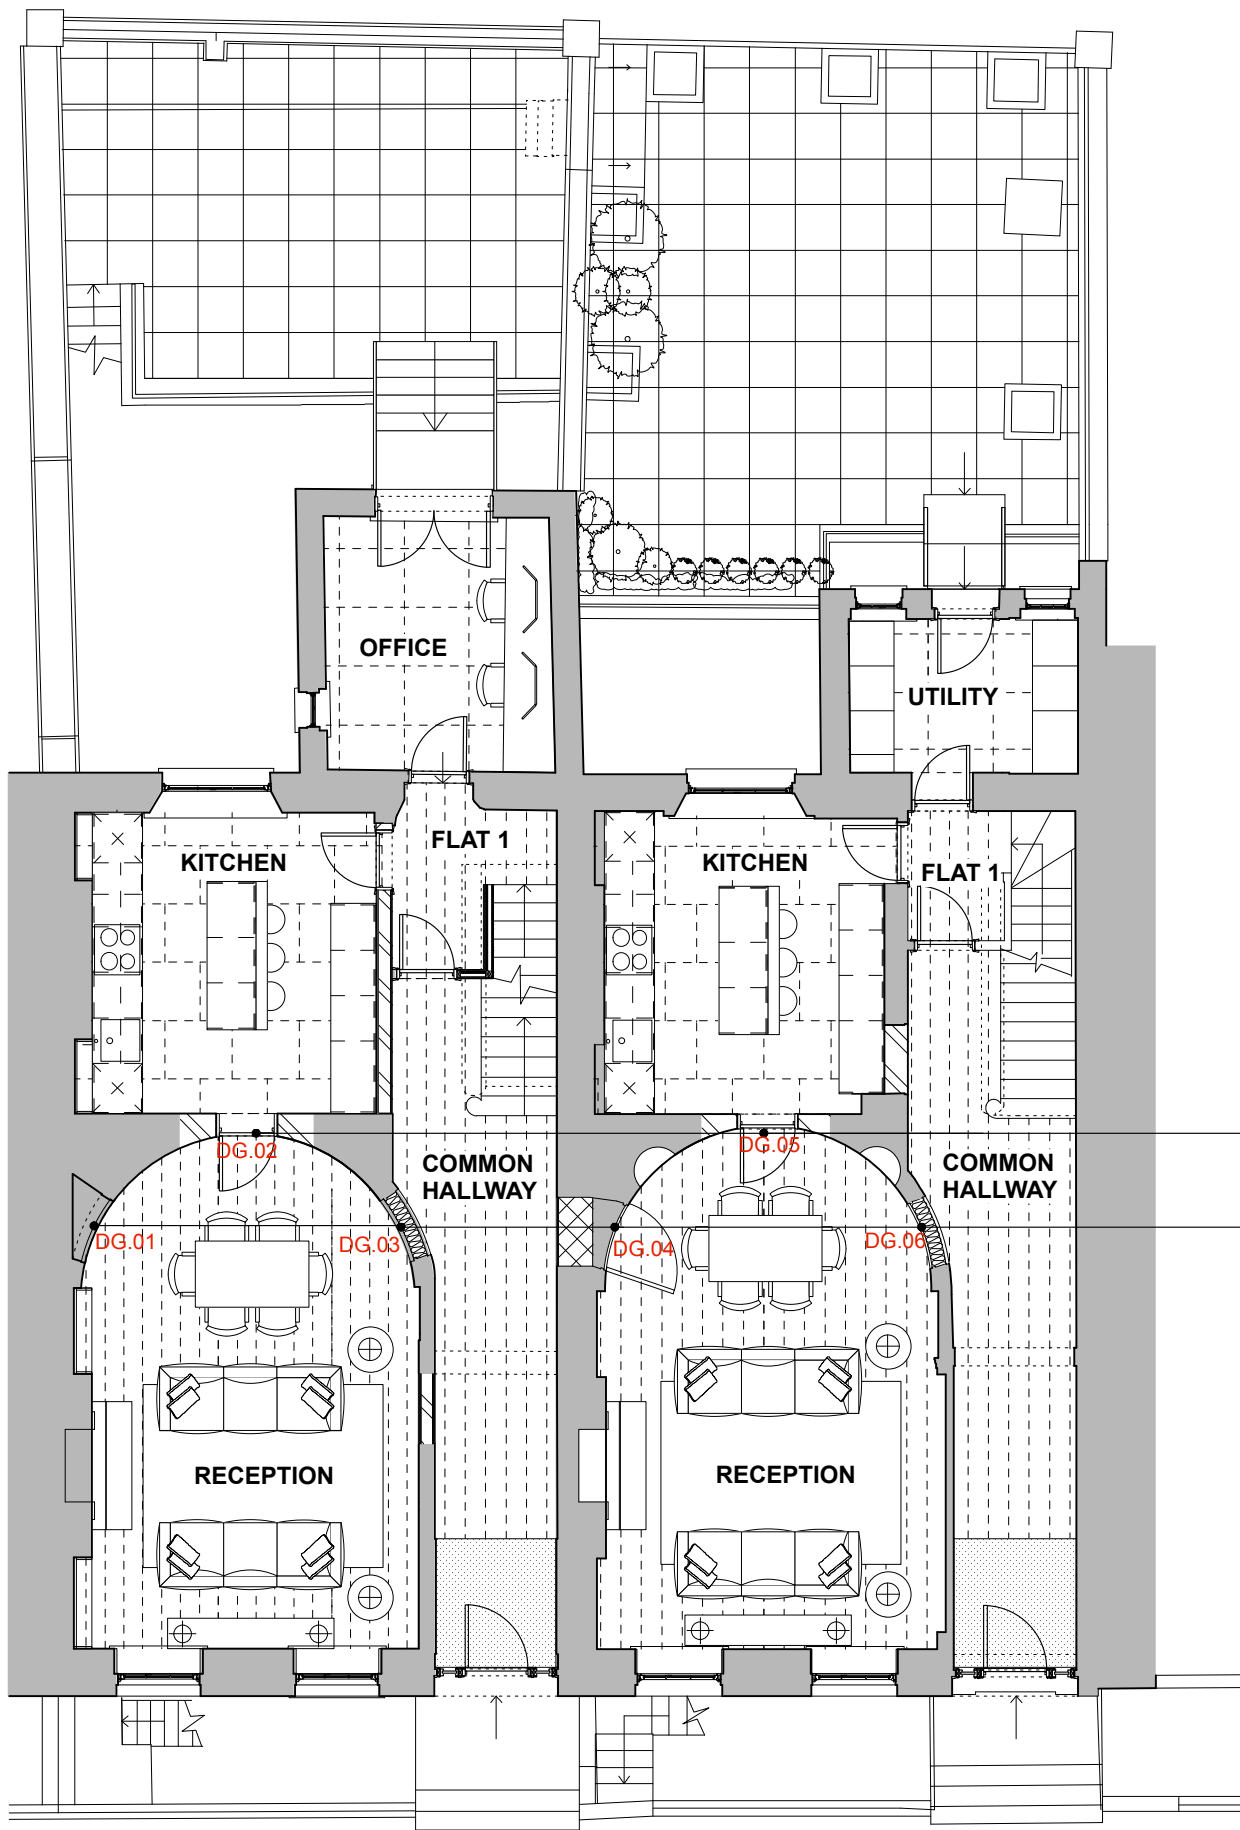 OFFICE
UTILITY
KITCHEN
FLAT 1
KITCHEN
FLAT 1
DG.02
DG.05
COMMON
HALLWAY
COMMON
HALLWAY
DG.01
DG.03
DG.04
DG.06
RECEPTION
RECEPTION